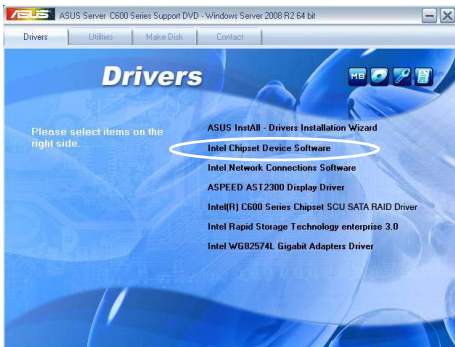 ASUS ASUS Server C600 Series Support DVD - Windows Server 2008 R2 64 bit
Drivers Utilities Make Disk Contact
Drivers
MB
Please select items on the right side.
ASUS InstAll - Drivers Installation Wizard
Intel Chipset Device Software
Intel Network Connections Software
ASPEED AST2300 Display Driver
Intel(R) C600 Series Chipset SCU SATA RAID Driver
Intel Rapid Storage Technology enterprise 3.0
Intel WG82574L Gigabit Adapters Driver